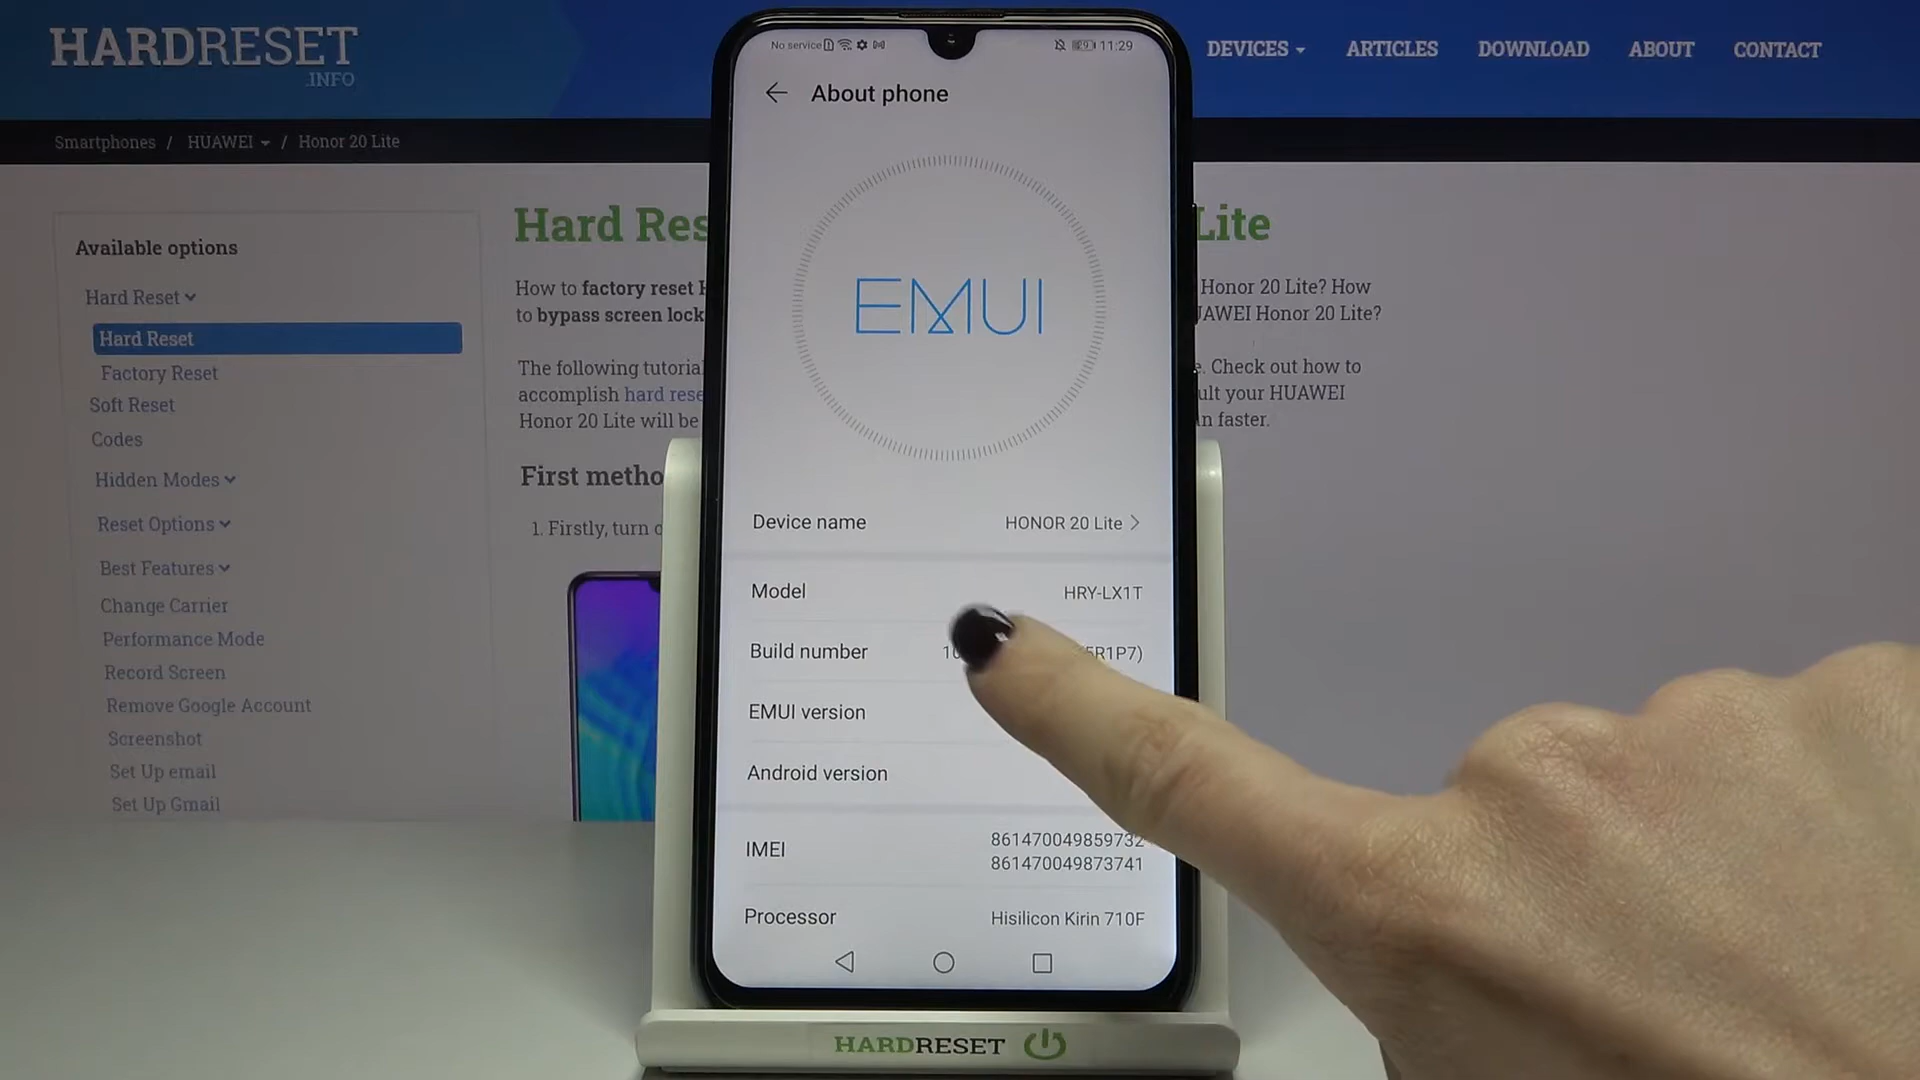 HARDRESET
.INFO
DEVICES
ARTICLES
DOWNLOAD
ABOUT
CONTACT
Smartphones / HUAWEI / Honor 20 Lite
Available options
Hard Reset
Hard Reset
Factory Reset
Soft Reset
Codes
Hidden Modes
Reset Options
Best Features
Change Carrier
Performance Mode
Record Screen
Remove Google Account
Screenshot
Set Up email
Set Up Gmail
Hard Res
Lite
How to factory reset
Honor 20 Lite? How
to bypass screen lock
HUAWEI Honor 20 Lite?
The following tutoria
Check out how to
accomplish hard rese
ult your HUAWEI
Honor 20 Lite will be
faster.
First metho
1. Firstly, turn
No service
11:29
About phone
EMUI
Device name
HONOR 20 Lite
Model
HRY-LX1T
Build number
5R1P7)
EMUI version
Android version
IMEI
861470049859732
861470049873741
Processor
Hisilicon Kirin 710F
HARDRESET